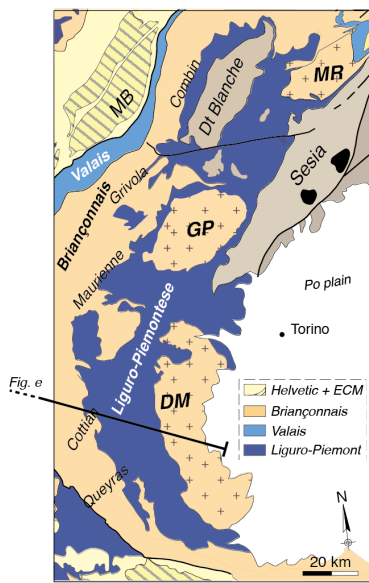 MB
Combin
Dt Blanche
MR
Valais
Sesia
Grivola
Briançonnais
GP
Maurienne
Po plain
Liguro-Piemontese
Torino
Fig. e
DM
Cottian
Queyras
Helvetic + ECM
Briançonnais
Valais
Liguro-Piemont
N
20 km